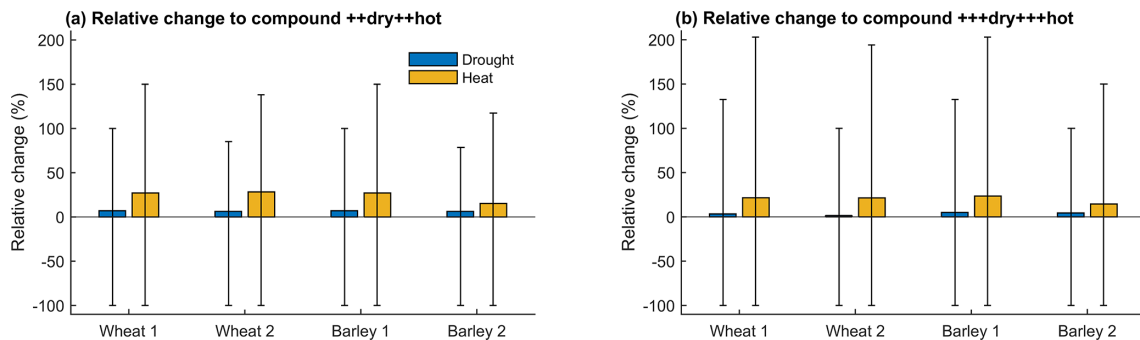 (a) Relative change to compound ++dry++hot
200
150
100
50
0
-50
-100
Relative change (%)
Drought
Heat
Wheat 1 Wheat 2 Barley 1 Barley 2
(b) Relative change to compound +++dry+++hot
200
150
100
50
0
-50
-100
Relative change (%)
Wheat 1 Wheat 2 Barley 1 Barley 2